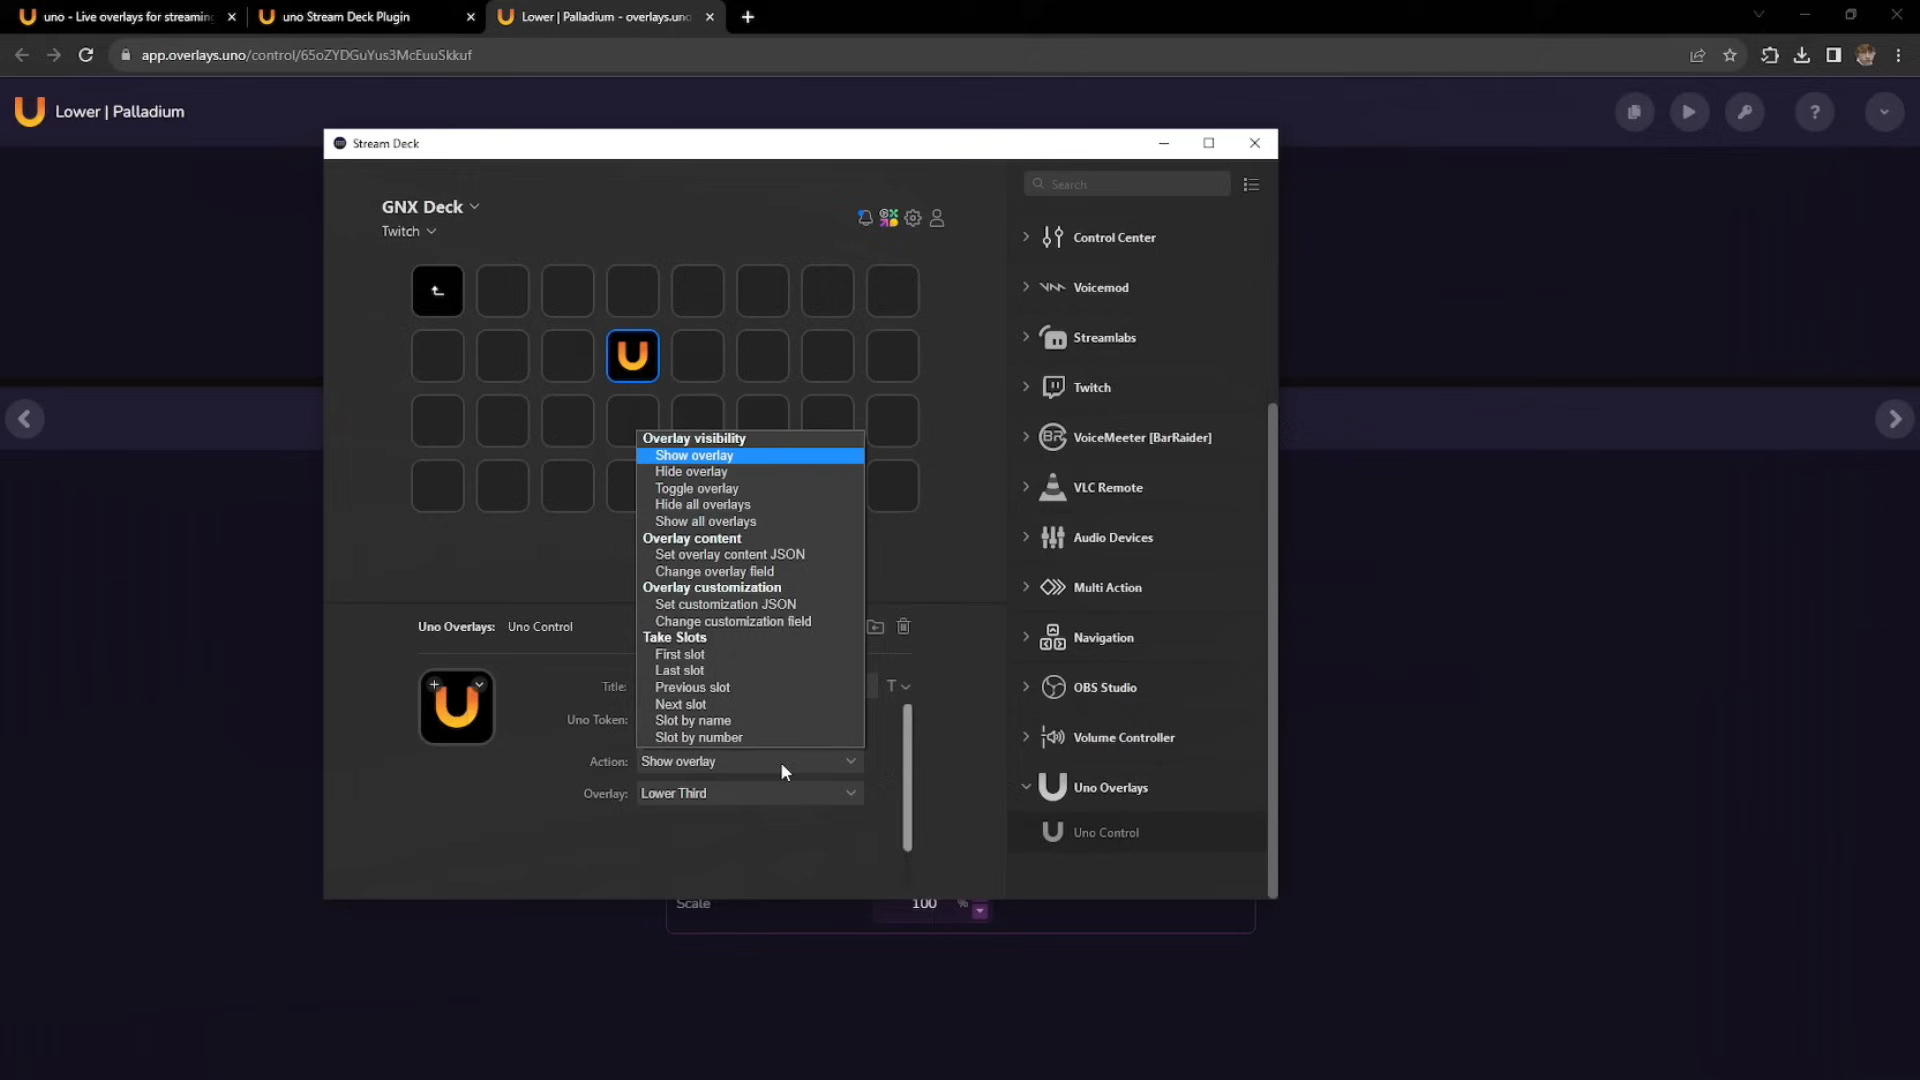 uno - Live overlays for streaming
uno Stream Deck Plugin
Lower | Palladium - overlays.uno
app.overlays.uno/control/65oZYDGuYus3McEuuSkkuf
Lower | Palladium
?
Stream Deck
GNX Deck
Twitch
Search
Control Center
Voicemod
Streamlabs
Twitch
VoiceMeeter [BarRaider]
VLC Remote
Audio Devices
Multi Action
Navigation
OBS Studio
Volume Controller
Uno Overlays
Uno Control
Overlay visibility
Show overlay
Hide overlay
Toggle overlay
Hide all overlays
Show all overlays
Overlay content
Set overlay content JSON
Change overlay field
Overlay customization
Set customization JSON
Change customization field
Take Slots
First slot
Last slot
Previous slot
Next slot
Slot by name
Slot by number
Uno Overlays: Uno Control
Title: T
Uno Token:
Action: Show overlay
Overlay: Lower Third
Scale 100 %